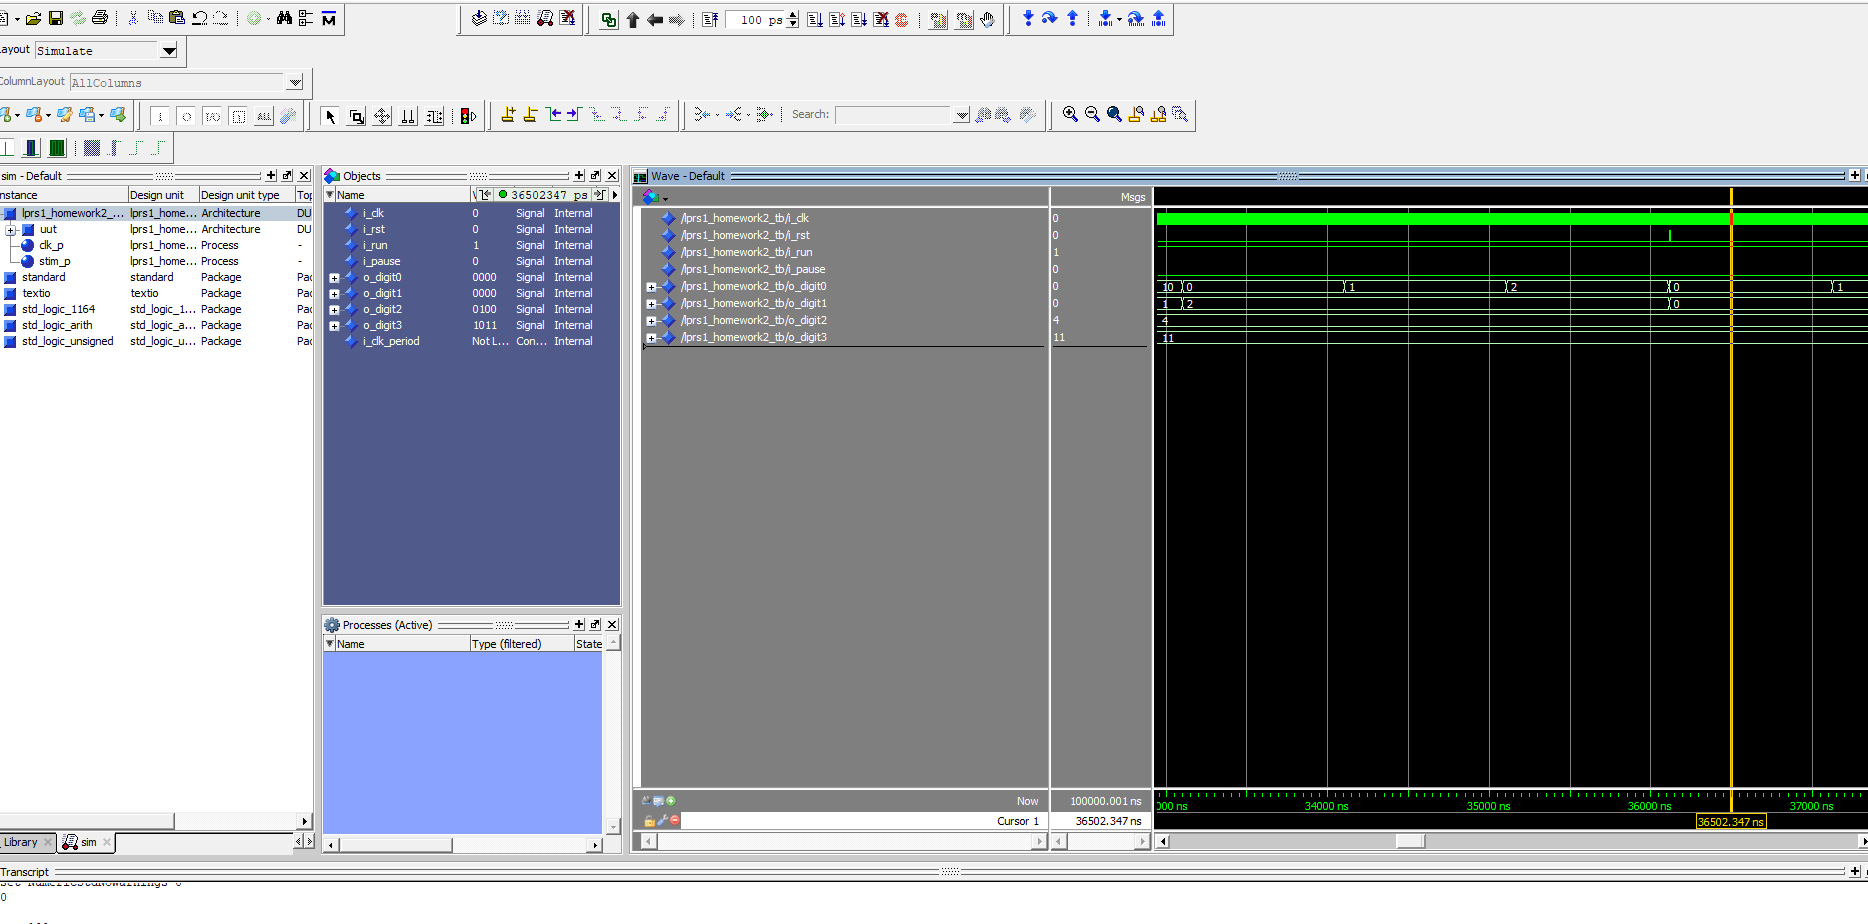 100 ps
ayout Simulate
ColumnLayout AllColumns
Search:
sim - Default
Objects
Wave - Default
nstance Design unit Design unit type Top
Name 36502347 ps
Msgs
lprs1_homework2_... lprs1_home... Architecture DU
uut lprs1_home... Architecture DU
clk_p lprs1_home... Process -
stim_p lprs1_home... Process -
standard standard Package Pac
textio textio Package Pac
std_logic_1164 std_logic_1... Package Pac
std_logic_arith std_logic_a... Package Pac
std_logic_unsigned std_logic_u... Package Pac
i_clk 0 Signal Internal
i_rst 0 Signal Internal
i_run 1 Signal Internal
i_pause 0 Signal Internal
o_digit0 0000 Signal Internal
o_digit1 0000 Signal Internal
o_digit2 0100 Signal Internal
o_digit3 1011 Signal Internal
i_clk_period Not L... Con... Internal
/lprs1_homework2_tb/i_clk 0
/lprs1_homework2_tb/i_rst 0
/lprs1_homework2_tb/i_run 1
/lprs1_homework2_tb/i_pause 0
/lprs1_homework2_tb/o_digit0 0 10 0 1 2 0 1
/lprs1_homework2_tb/o_digit1 0 1 2 0
/lprs1_homework2_tb/o_digit2 4 4
/lprs1_homework2_tb/o_digit3 11 11
Processes (Active)
Name Type (filtered) State
Now 100000.001 ns 000 ns 34000 ns 35000 ns 36000 ns 37000 ns
Cursor 1 36502.347 ns 36502.347 ns
Library sim
Transcript
0